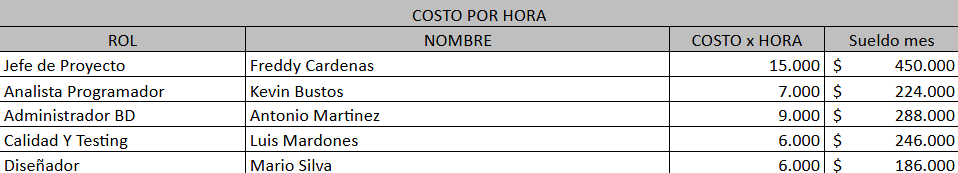 COSTO POR HORA
ROL NOMBRE COSTO x HORA Sueldo mes
Jefe de Proyecto Freddy Cardenas 15.000 $ 450.000
Analista Programador Kevin Bustos 7.000 $ 224.000
Administrador BD Antonio Martinez 9.000 $ 288.000
Calidad Y Testing Luis Mardones 6.000 $ 246.000
Diseñador Mario Silva 6.000 $ 186.000